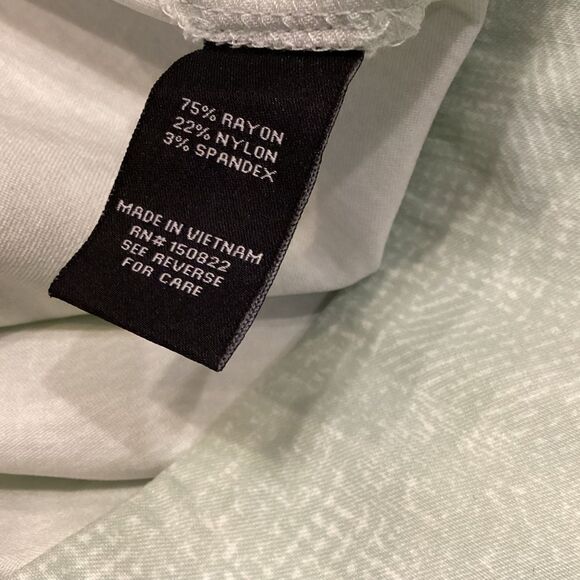 75% RAYON
22% NYLON
3% SPANDEX
MADE IN VIETNAM
RN# 150822
SEE REVERSE
FOR CARE